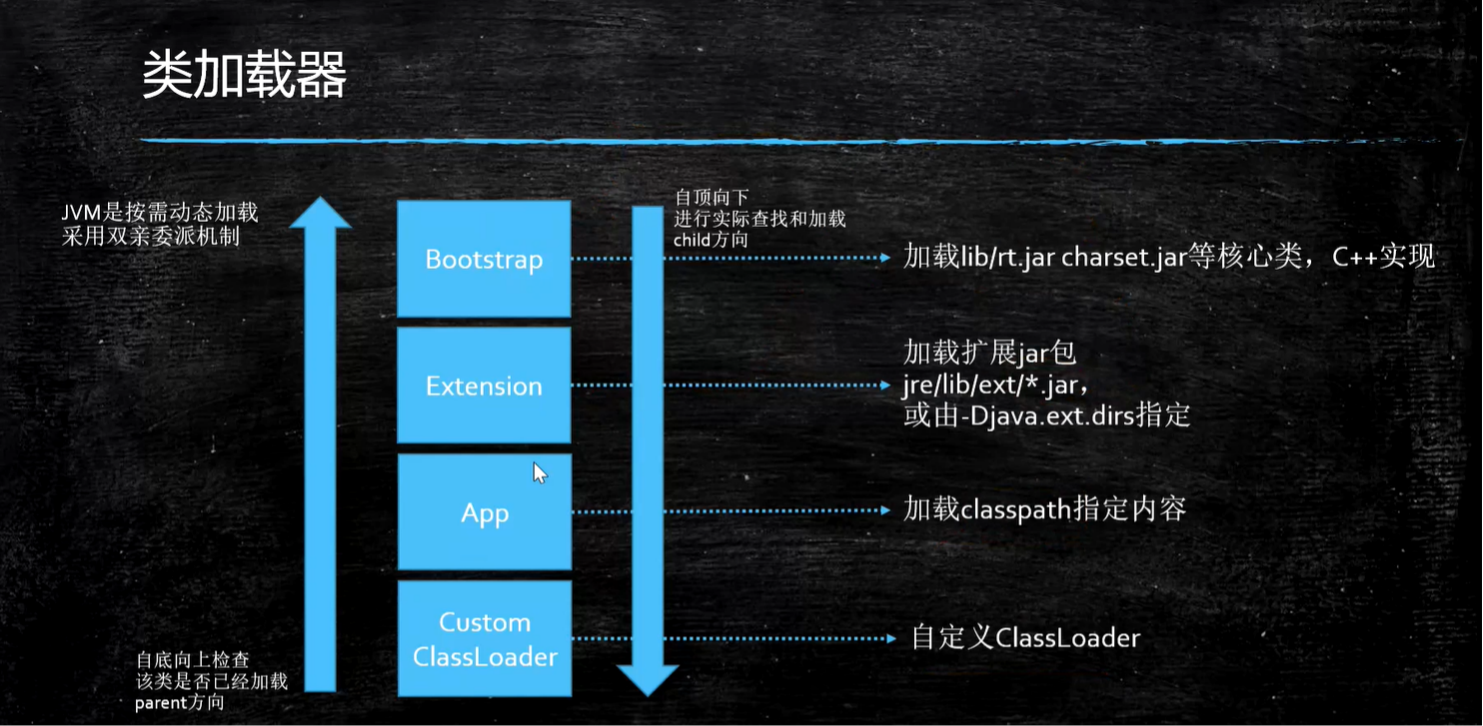 类加载器
JVM是按需动态加载
采用双亲委派机制
自顶向下
进行实际查找和加载
child方向
Bootstrap
加载lib/rt.jar charset.jar等核心类，C++实现
Extension
加载扩展jar包
jre/lib/ext/*.jar，
或由-Djava.ext.dirs指定
App
加载classpath指定内容
Custom
ClassLoader
自定义ClassLoader
自底向上检查
该类是否已经加载
parent方向